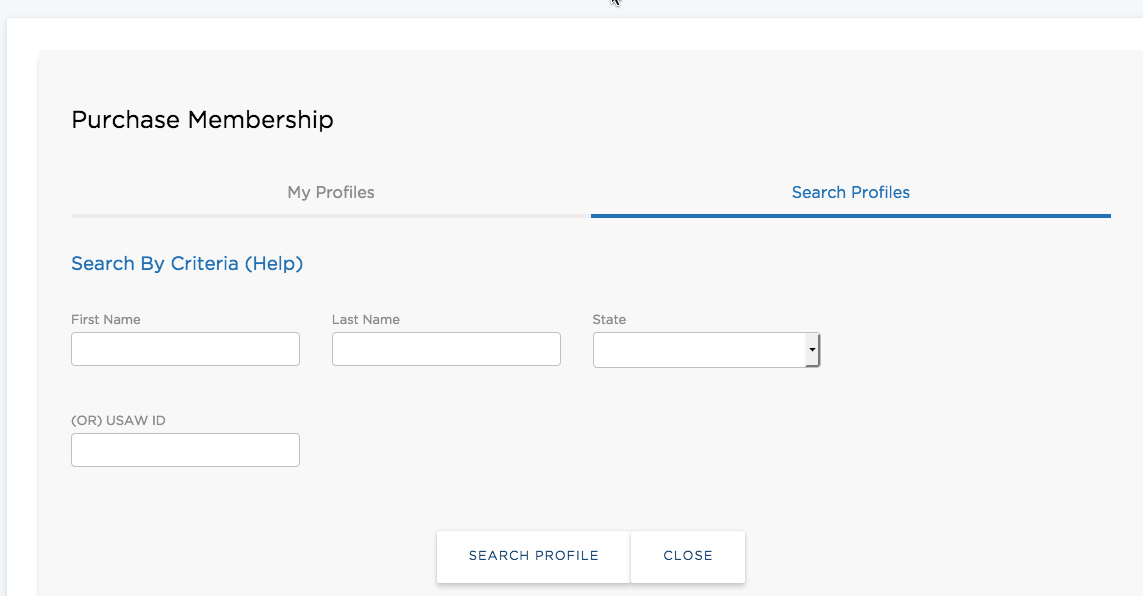 Purchase Membership
My Profiles
Search Profiles
Search By Criteria (Help)
First Name
Last Name
State
(OR) USAW ID
SEARCH PROFILE
CLOSE